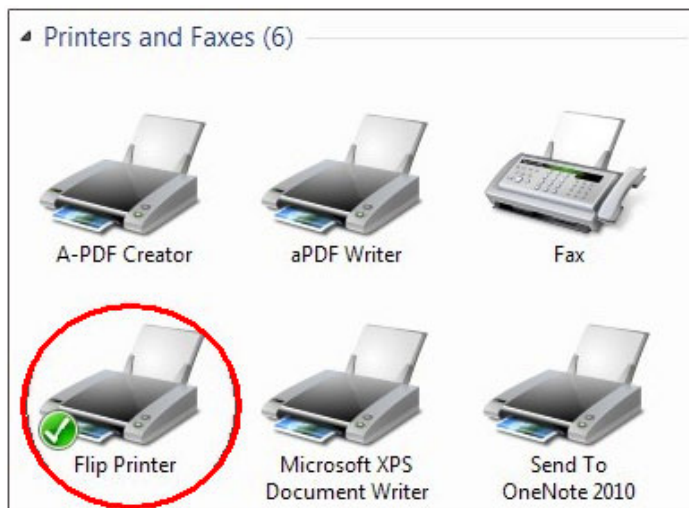 Printers and Faxes (6)
A-PDF Creator
aPDF Writer
Fax
Flip Printer
Microsoft XPS
Document Writer
Send To
OneNote 2010